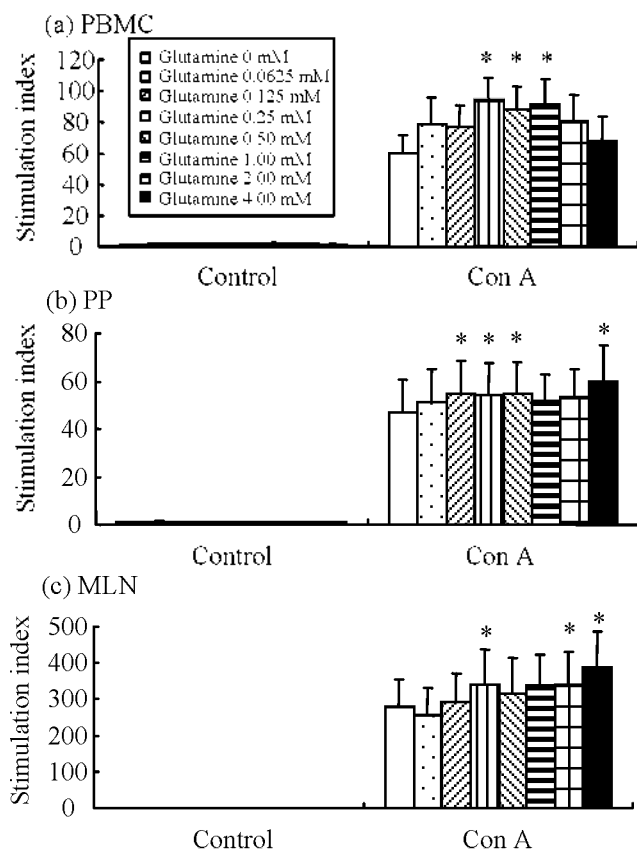 (a) PBMC
Stimulation index
120
100
80
60
40
20
0
Glutamine 0 mM
Glutamine 0.0625 mM
Glutamine 0.125 mM
Glutamine 0.25 mM
Glutamine 0.50 mM
Glutamine 1.00 mM
Glutamine 2.00 mM
Glutamine 4.00 mM
* * *
Control Con A
(b) PP
Stimulation index
80
60
40
20
0
* * * *
Control Con A
(c) MLN
Stimulation index
500
400
300
200
100
0
* * *
Control Con A